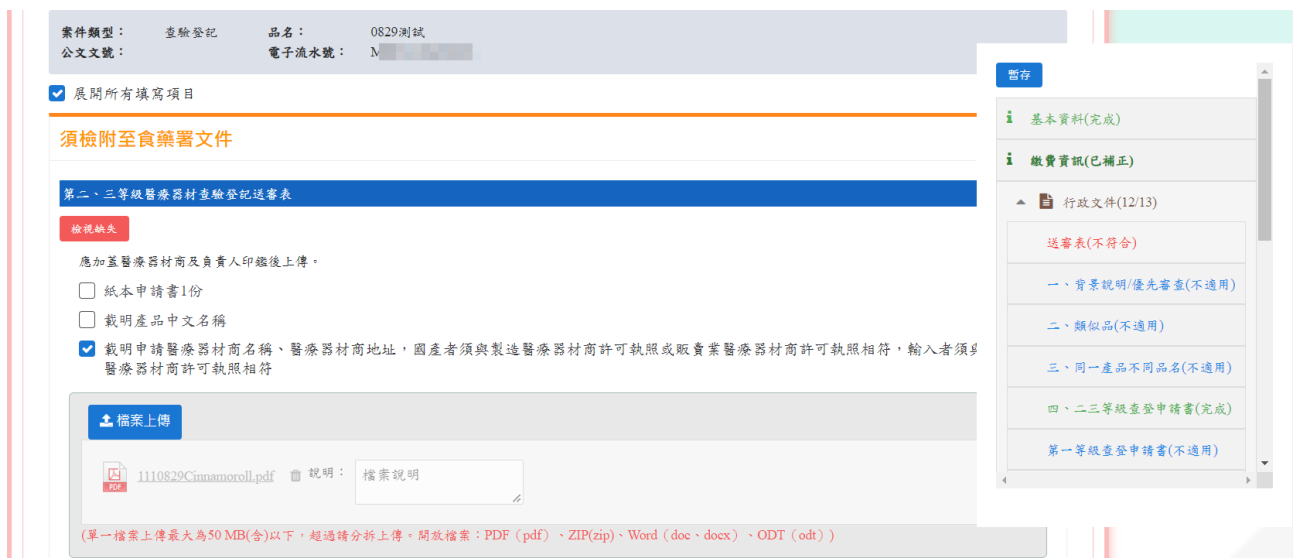 案件類型： 查驗登記 品名： 0829測試
公文文號： 電子流水號： M
展開所有填寫項目
須檢附至食藥署文件
第二、三等級醫療器材查驗登記送審表
檢視缺失
應加蓋醫療器材商及負責人印鑑後上傳。
紙本申請書1份
載明產品中文名稱
載明申請醫療器材商名稱、醫療器材商地址，國產者須與製造醫療器材商許可執照或販賣業醫療器材商許可執照相符，輸入者須與
醫療器材商許可執照相符
檔案上傳
PDF
1110829Cinnamoroll.pdf 說明： 檔案說明
(單一檔案上傳最大為50 MB(含)以下，超過請分拆上傳。開放檔案：PDF（pdf）、ZIP(zip)、Word（doc、docx）、ODT（odt）)
暫存
基本資料(完成)
繳費資訊(已補正)
行政文件(12/13)
送審表(不符合)
一、背景說明/優先審查(不適用)
二、類似品(不適用)
三、同一產品不同品名(不適用)
四、二三等級查登申請書(完成)
第一等級查登申請書(不適用)